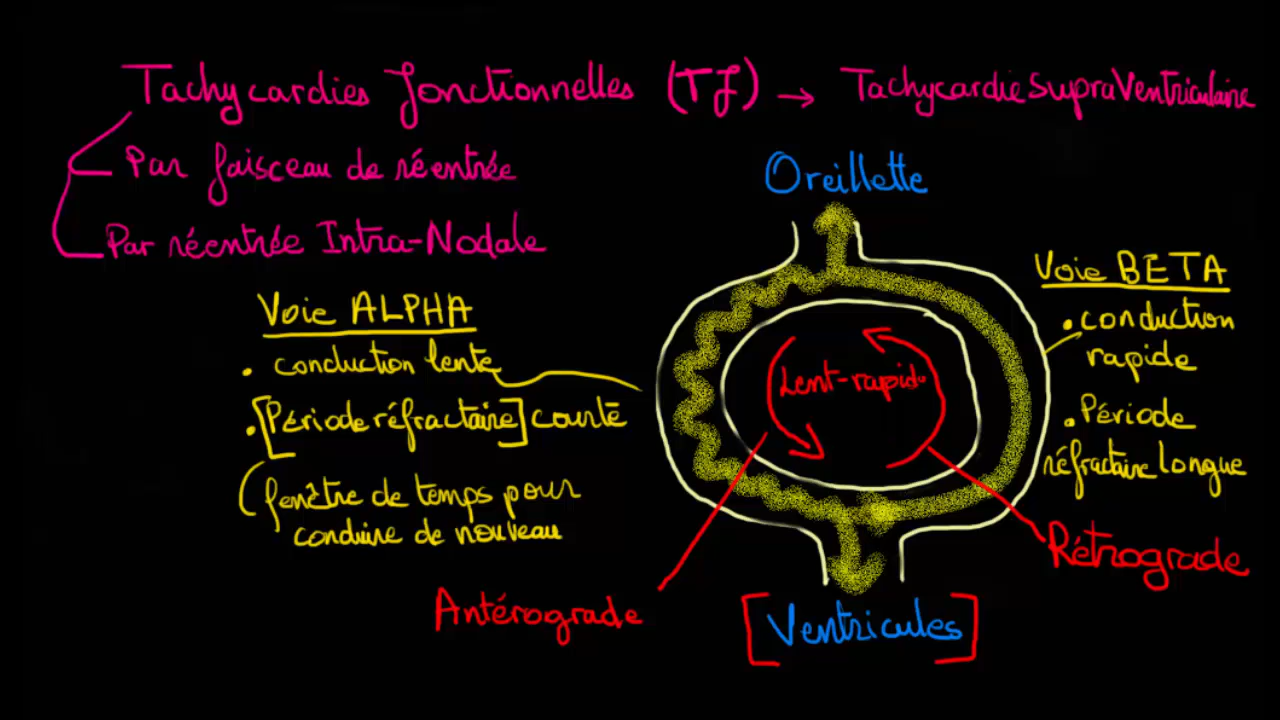 Tachycardies Jonctionnelles (TJ) → Tachycardie SupraVentriculaire
Par faisceau de réentrée
Par réentrée Intra-Nodale
Oreillette
Voie ALPHA
• conduction lente
• [Période réfractaire] courte
(fenêtre de temps pour
conduire de nouveau
Lent-rapide
Voie BETA
• conduction
rapide
• Période
réfractaire longue
Antérograde
Rétrograde
[Ventricules]